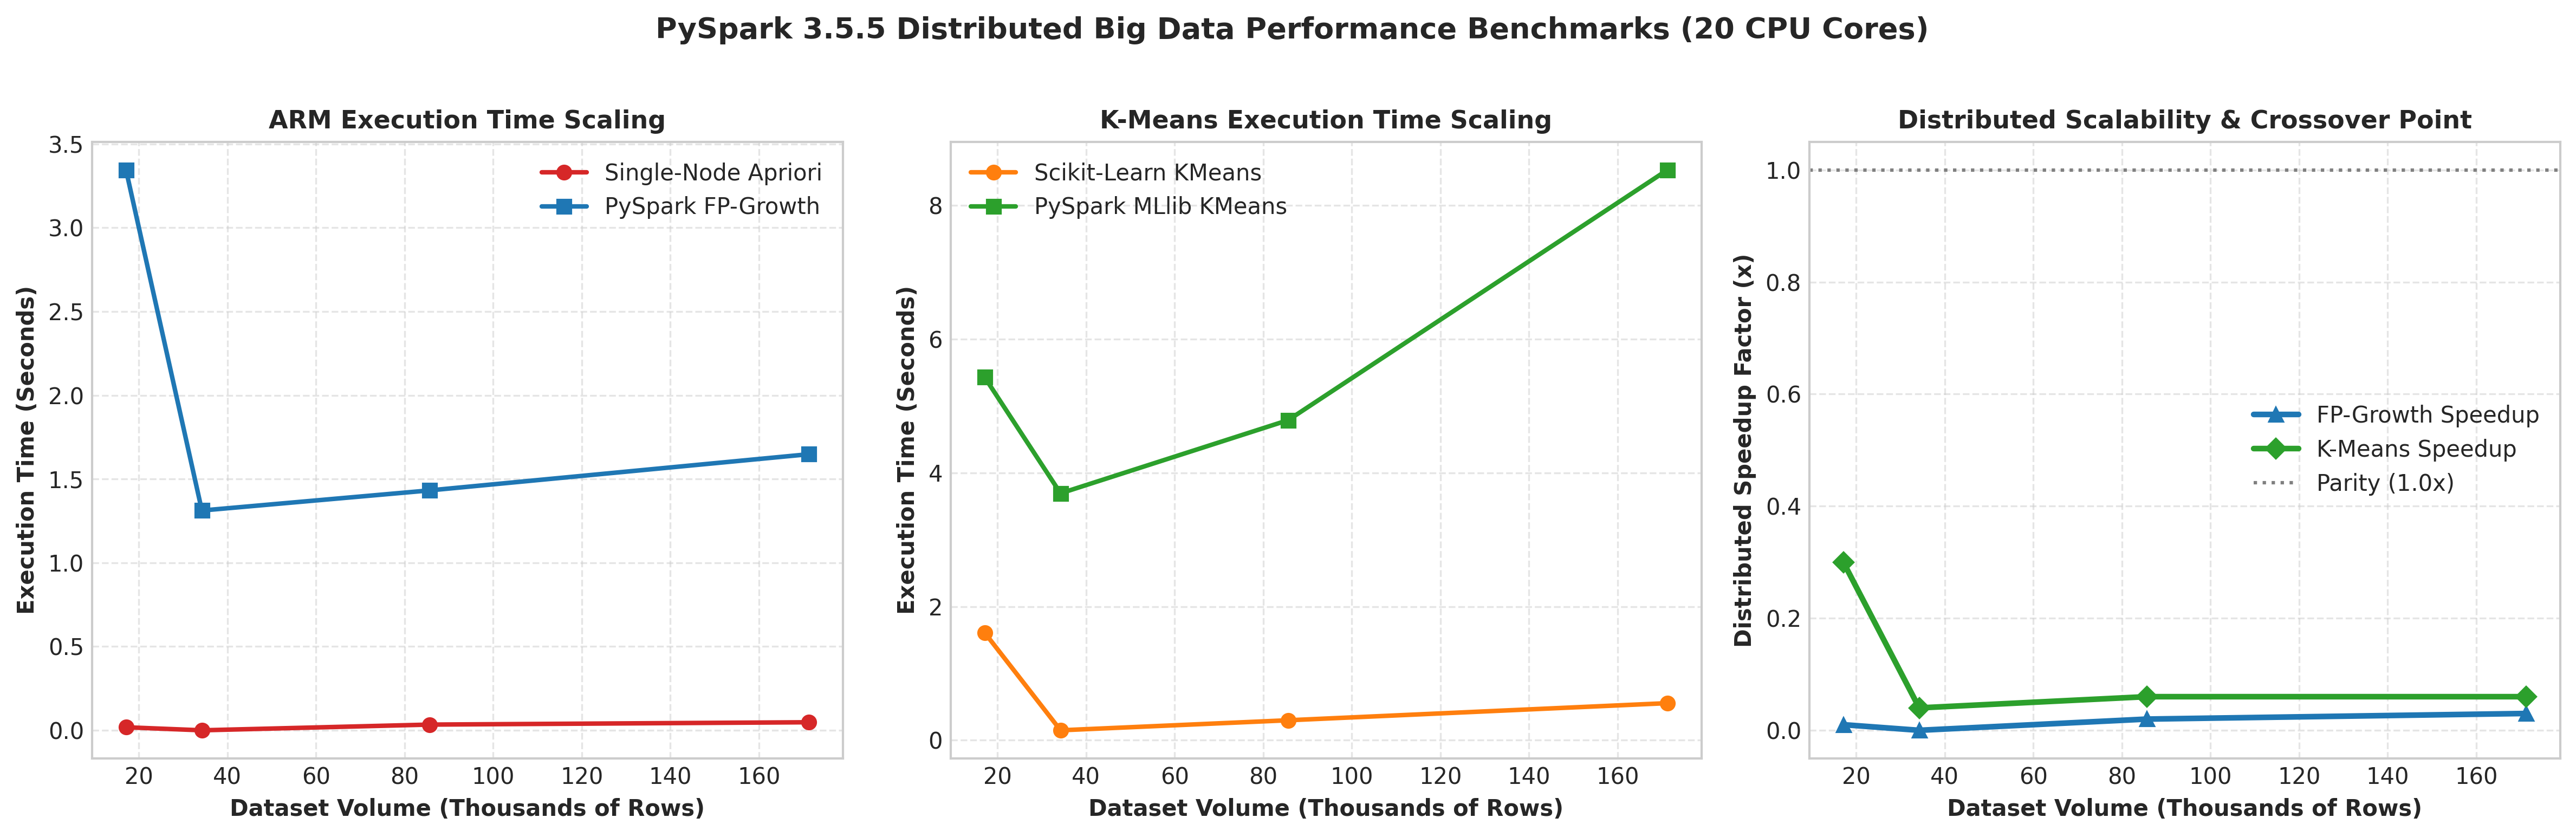 PySpark 3.5.5 Distributed Big Data Performance Benchmarks (20 CPU Cores)
ARM Execution Time Scaling
Execution Time (Seconds)
3.5
3.0
2.5
2.0
1.5
1.0
0.5
0.0
Single-Node Apriori
PySpark FP-Growth
20 40 60 80 100 120 140 160
Dataset Volume (Thousands of Rows)
K-Means Execution Time Scaling
Execution Time (Seconds)
8
6
4
2
0
Scikit-Learn KMeans
PySpark MLlib KMeans
20 40 60 80 100 120 140 160
Dataset Volume (Thousands of Rows)
Distributed Scalability & Crossover Point
Distributed Speedup Factor (x)
1.0
0.8
0.6
0.4
0.2
0.0
FP-Growth Speedup
K-Means Speedup
Parity (1.0x)
20 40 60 80 100 120 140 160
Dataset Volume (Thousands of Rows)